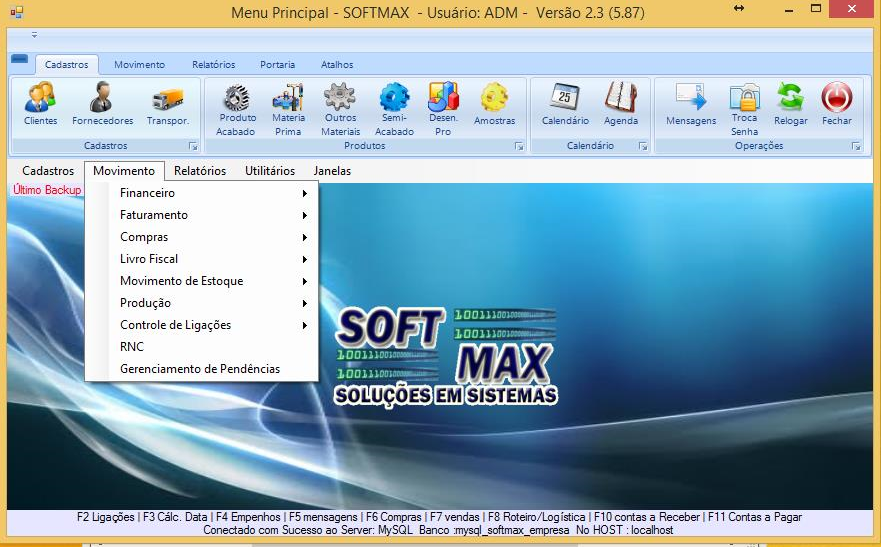 Menu Principal - SOFTMAX - Usuário: ADM - Versão 2.3 (5.87)
Cadastros Movimento Relatórios Portaria Atalhos
Clientes Fornecedores Transpor.
Produto Acabado
Materia Prima
Outros Materiais
Semi-Acabado
Desen. Pro
Amostras
25
Calendário Agenda
Mensagens
Troca Senha
Relogar Fechar
Cadastros Produtos Calendário Operações
Cadastros Movimento Relatórios Utilitários Janelas
Último Backup
Financeiro
Faturamento
Compras
Livro Fiscal
Movimento de Estoque
Produção
Controle de Ligações
RNC
Gerenciamento de Pendências
SOFT
MAX
SOLUÇÕES EM SISTEMAS
F2 Ligações | F3 Cálc. Data | F4 Empenhos | F5 mensagens | F6 Compras | F7 vendas | F8 Roteiro/Logística | F10 contas a Receber | F11 Contas a Pagar
Conectado com Sucesso ao Server: MySQL Banco :mysql_softmax_empresa No HOST : localhost